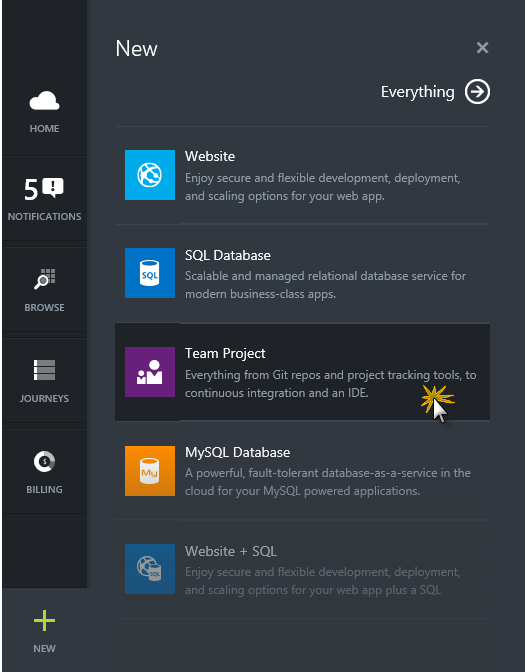 New
Everything
HOME
5
NOTIFICATIONS
BROWSE
JOURNEYS
BILLING
NEW
Website
Enjoy secure and flexible development, deployment,
and scaling options for your web app.
SQL
SQL Database
Scalable and managed relational database service for
modern business-class apps.
Team Project
Everything from Git repos and project tracking tools, to
continuous integration and an IDE.
My
MySQL Database
A powerful, fault-tolerant database-as-a-service in the
cloud for your MySQL powered applications.
SQL
Website + SQL
Enjoy secure and flexible development, deployment,
and scaling options for your web app plus a SQL